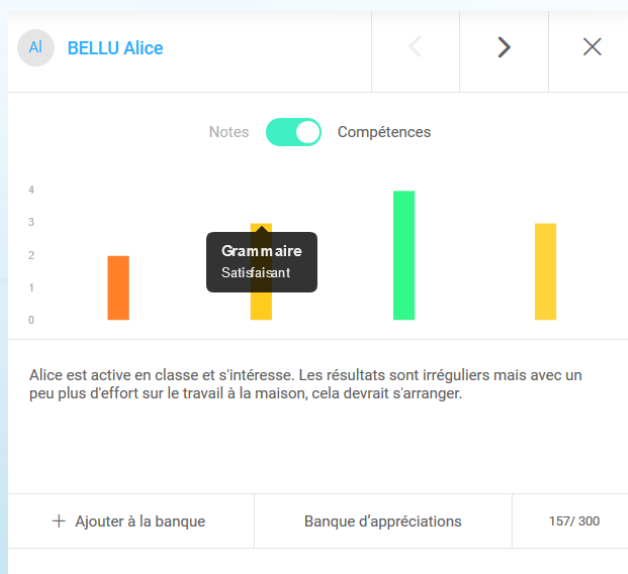 Al
BELLU Alice
Notes
Compétences
4
3
2
1
0
Grammaire
Satisfaisant
Alice est active en classe et s'intéresse. Les résultats sont irréguliers mais avec un
peu plus d'effort sur le travail à la maison, cela devrait s'arranger.
+ Ajouter à la banque
Banque d'appréciations
157/ 300